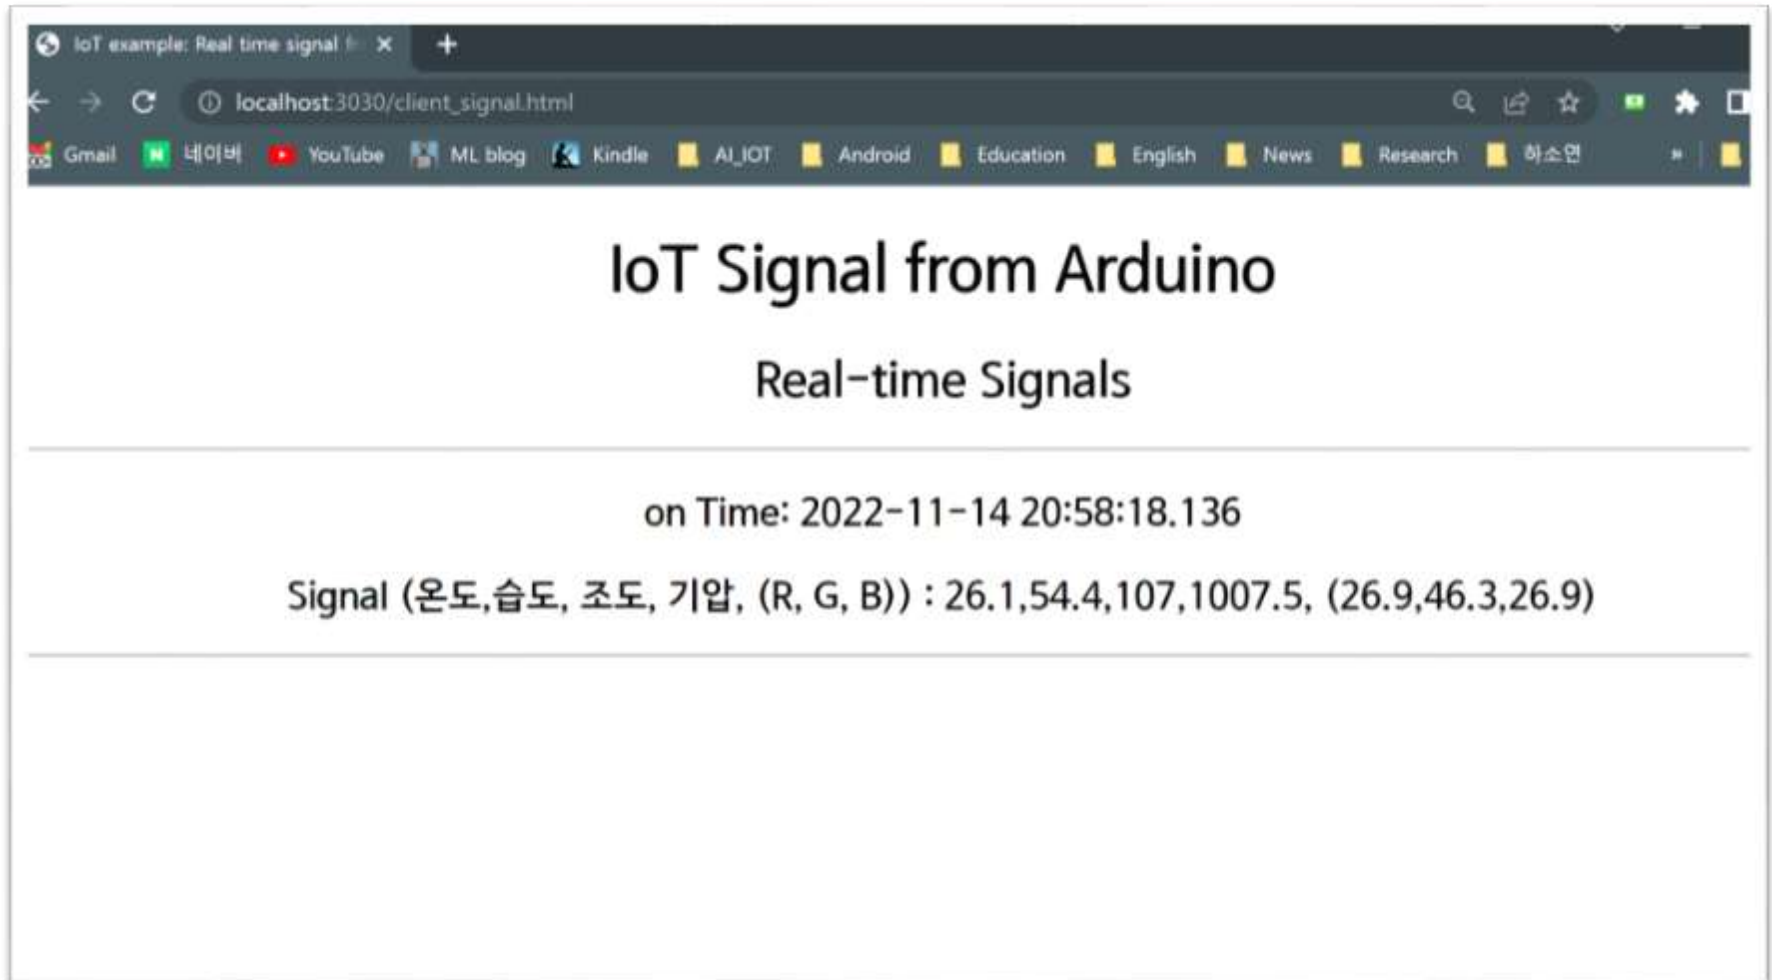 IoT example: Real time signal f
localhost:3030/client_signal.html
Gmail 네이버 YouTube ML blog Kindle AI_IOT Android Education English News Research 하소연 »
IoT Signal from Arduino
Real-time Signals
on Time: 2022-11-14 20:58:18.136
Signal (온도,습도, 조도, 기압, (R, G, B)) : 26.1,54.4,107,1007.5, (26.9,46.3,26.9)